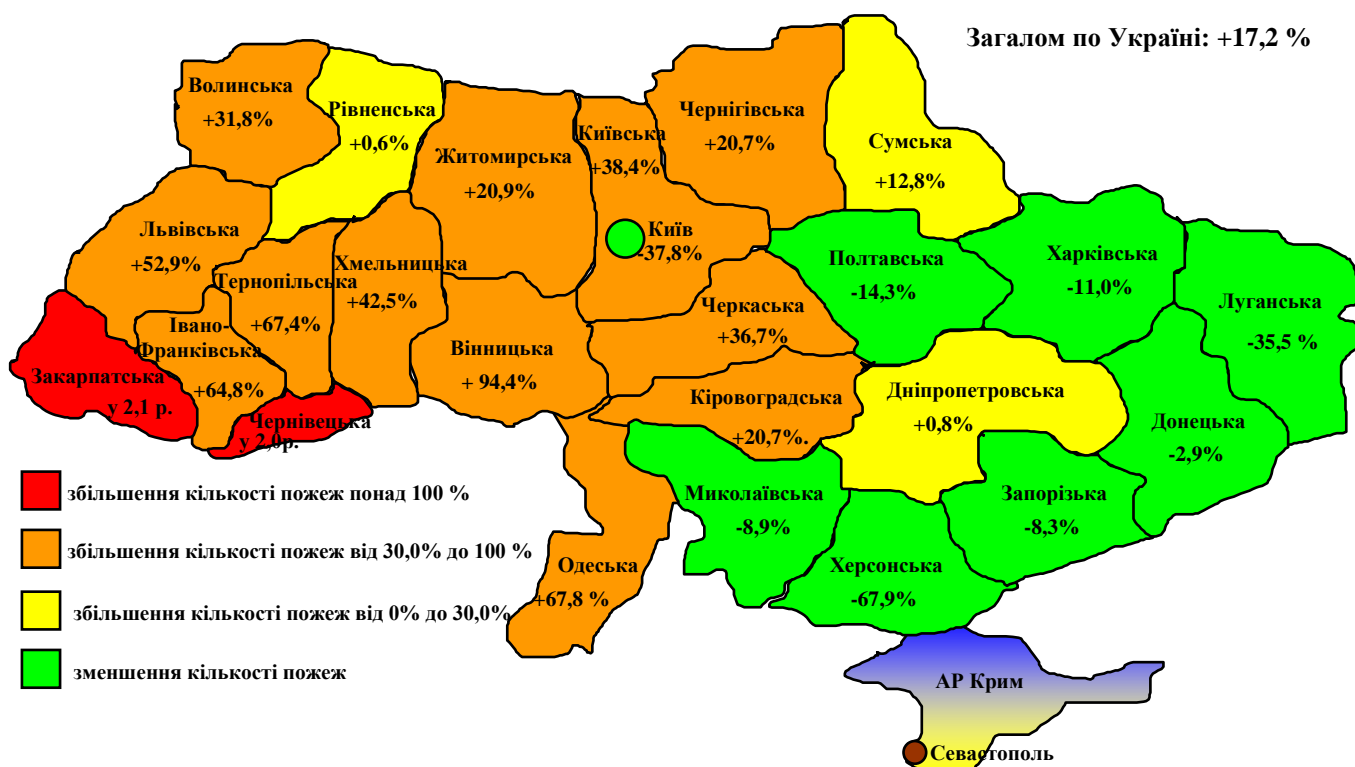 Загалом по Україні: +17,2 %
Волинська
+31,8%
Рівненська
+0,6%
Житомирська
+20,9%
Київська
+38,4%
Чернігівська
+20,7%
Сумська
+12,8%
Львівська
+52,9%
Тернопільська
+67,4%
Хмельницька
+42,5%
Київ
-37,8%
Полтавська
-14,3%
Харківська
-11,0%
Луганська
-35,5 %
Закарпатська
у 2,1 р.
Івано-
Франківська
+64,8%
Чернівецька
у 2,0р.
Вінницька
+ 94,4%
Черкаська
+36,7%
Кіровоградська
+20,7%.
Дніпропетровська
+0,8%
Донецька
-2,9%
Миколаївська
-8,9%
Запорізька
-8,3%
Одеська
+67,8 %
Херсонська
-67,9%
АР Крим
Севастополь
збільшення кількості пожеж понад 100 %
збільшення кількості пожеж від 30,0% до 100 %
збільшення кількості пожеж від 0% до 30,0%
зменшення кількості пожеж